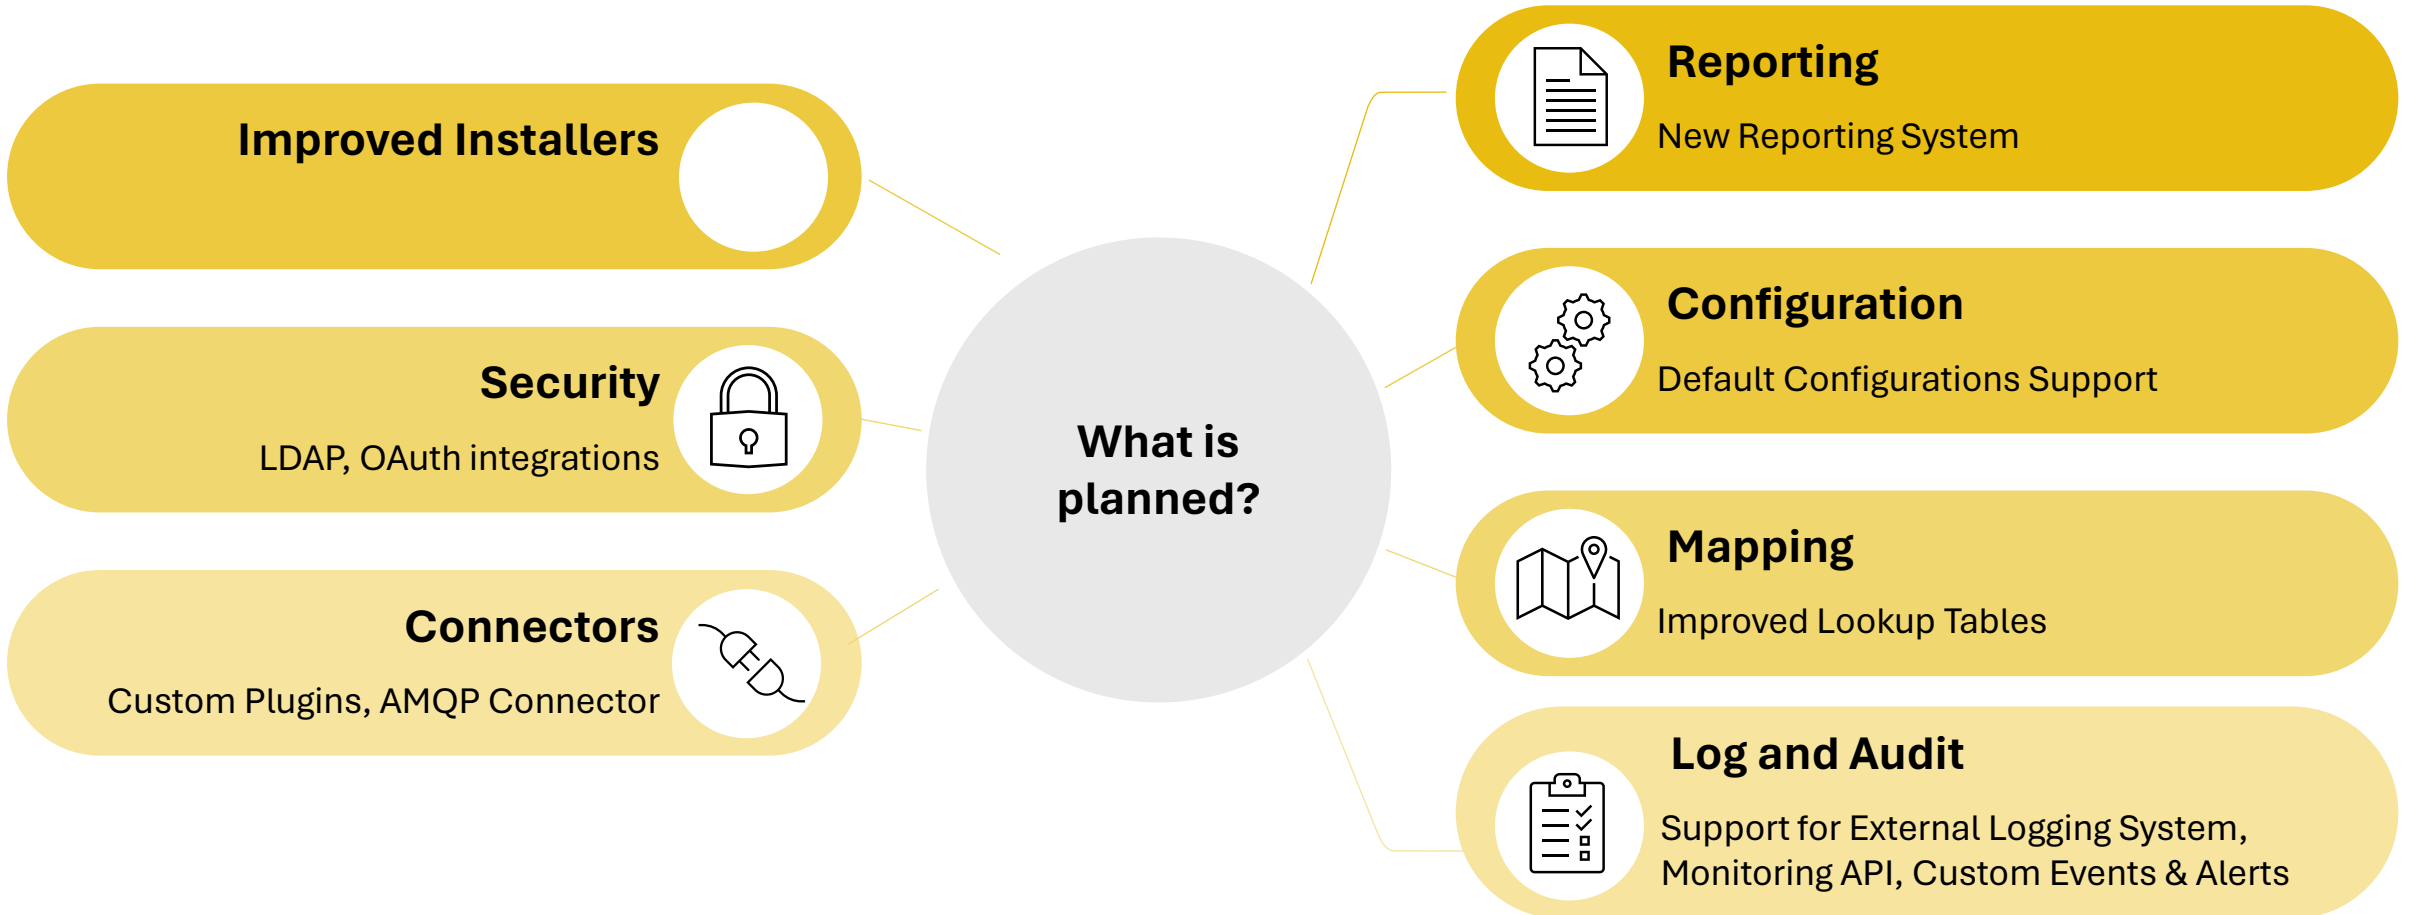 Improved Installers
Security
LDAP, OAuth integrations
Connectors
Custom Plugins, AMQP Connector
What is
planned?
Reporting
New Reporting System
Configuration
Default Configurations Support
Mapping
Improved Lookup Tables
Log and Audit
Support for External Logging System,
Monitoring API, Custom Events & Alerts